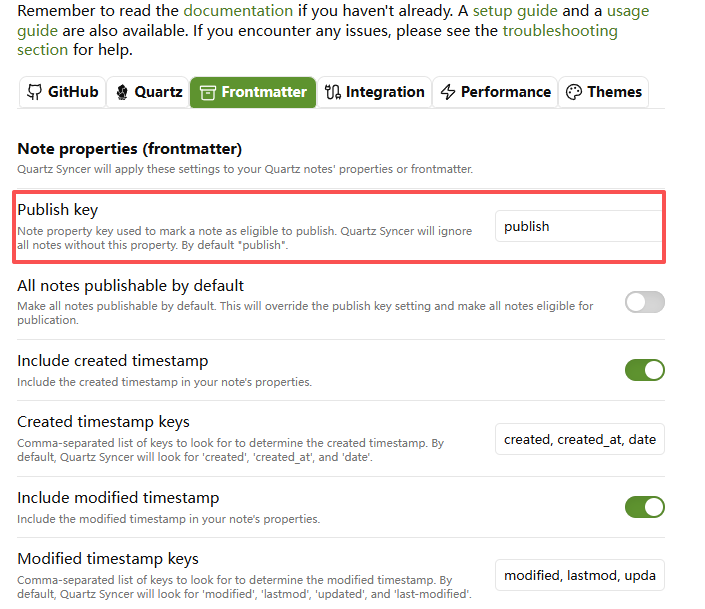 Remember to read the documentation if you haven't already. A setup guide and a usage
guide are also available. If you encounter any issues, please see the troubleshooting
section for help.
GitHub Quartz Frontmatter Integration Performance Themes
Note properties (frontmatter)
Quartz Syncer will apply these settings to your Quartz notes' properties or frontmatter.
Publish key
Note property key used to mark a note as eligible to publish. Quartz Syncer will ignore
all notes without this property. By default "publish".
publish
All notes publishable by default
Make all notes publishable by default. This will override the publish key setting and make all notes eligible for
publication.
Include created timestamp
Include the created timestamp in your note's properties.
Created timestamp keys
Comma-separated list of keys to look for to determine the created timestamp. By
default, Quartz Syncer will look for 'created', 'created_at', and 'date'.
created, created_at, date
Include modified timestamp
Include the modified timestamp in your note's properties.
Modified timestamp keys
Comma-separated list of keys to look for to determine the modified timestamp. By
default, Quartz Syncer will look for 'modified', 'lastmod', 'updated', and 'last-modified'.
modified, lastmod, upda